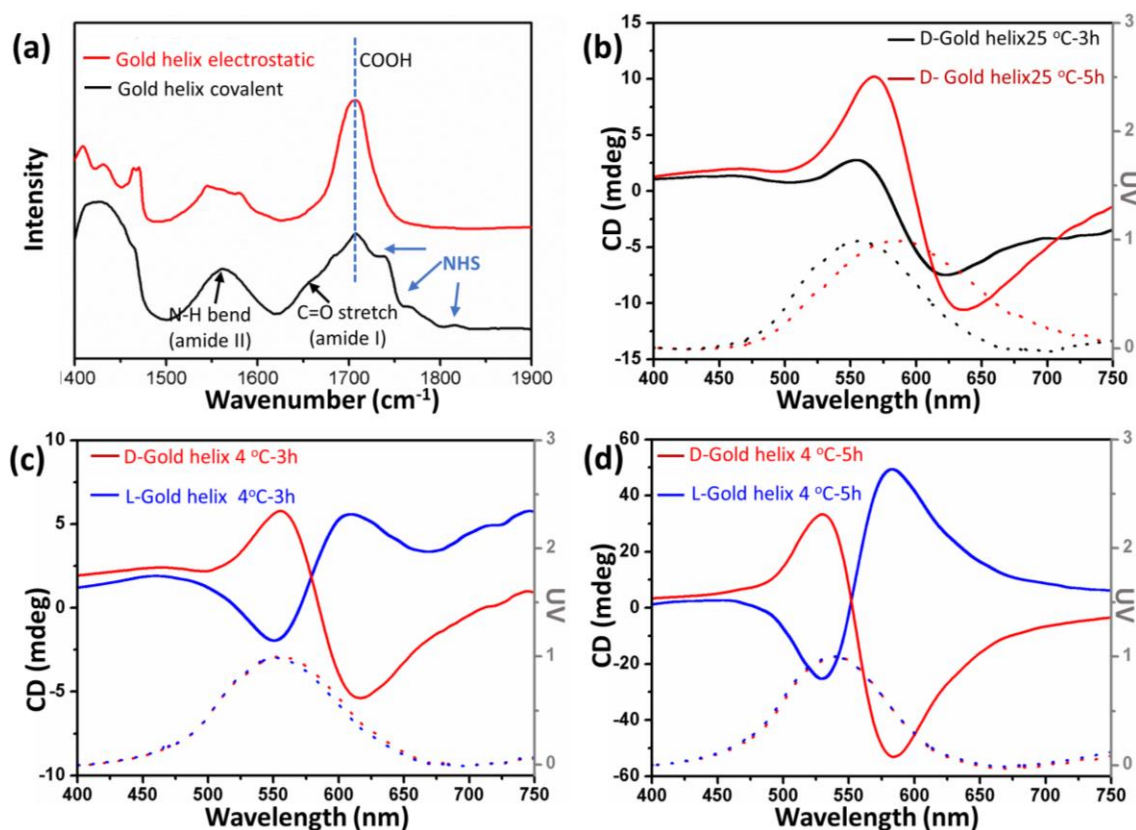 (a)
Gold helix electrostatic
Gold helix covalent
COOH
NHS
N-H bend
(amide II)
C=O stretch
(amide I)
Intensity
1400 1500 1600 1700 1800 1900
Wavenumber (cm-1)
(b)
D-Gold helix25 oC-3h
D- Gold helix25 oC-5h
15
10
5
0
-5
-10
-15
CD (mdeg)
3
2
1
0
UV
400 450 500 550 600 650 700 750
Wavelength (nm)
(c)
D-Gold helix 4 oC-3h
L-Gold helix 4oC-3h
10
5
0
-5
-10
CD (mdeg)
3
2
1
0
UV
400 450 500 550 600 650 700 750
Wavelength (nm)
(d)
D-Gold helix 4 oC-5h
L-Gold helix 4 oC-5h
60
40
20
0
-20
-40
-60
CD (mdeg)
3
2
1
0
UV
400 450 500 550 600 650 700 750
Wavelength (nm)